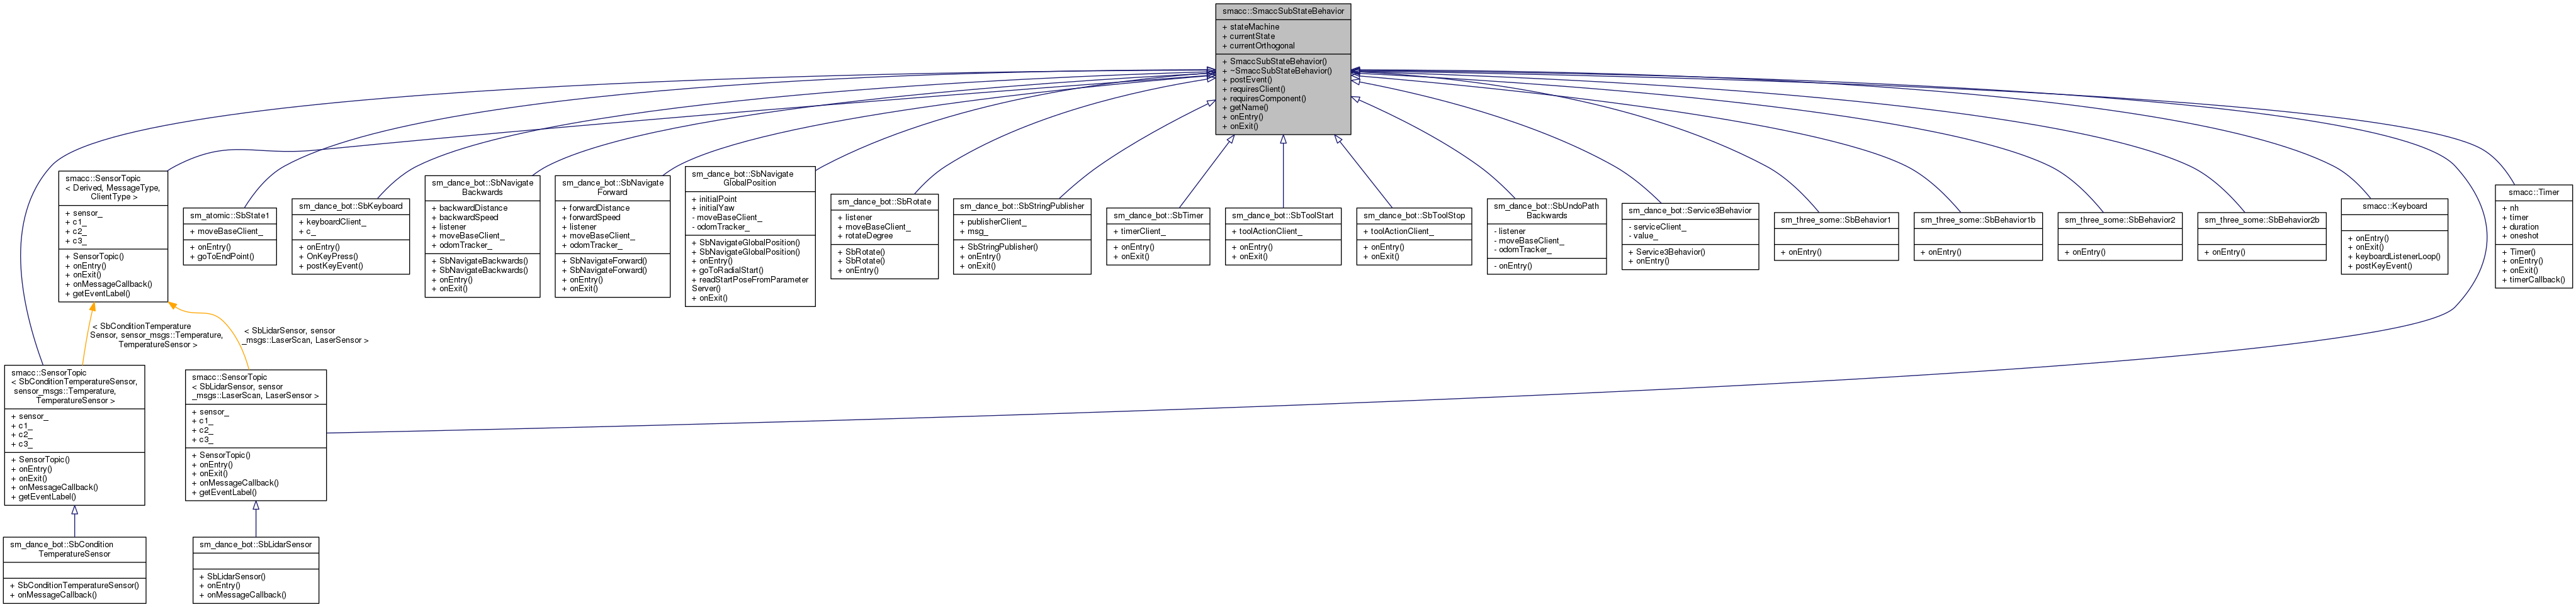 smacc::SmaccSubStateBehavior
+ stateMachine
+ currentState
+ currentOrthogonal
+ SmaccSubStateBehavior()
+ ~SmaccSubStateBehavior()
+ postEvent()
+ requiresClient()
+ requiresComponent()
+ getName()
+ onEntry()
+ onExit()
smacc::SensorTopic
< Derived, MessageType,
ClientType >
+ sensor_
+ c1_
+ c2_
+ c3_
+ SensorTopic()
+ onEntry()
+ onExit()
+ onMessageCallback()
+ getEventLabel()
sm_atomic::SbState1
+ moveBaseClient_
+ onEntry()
+ goToEndPoint()
sm_dance_bot::SbKeyboard
+ keyboardClient_
+ c_
+ onEntry()
+ OnKeyPress()
+ postKeyEvent()
sm_dance_bot::SbNavigate
Backwards
+ backwardDistance
+ backwardSpeed
+ listener
+ moveBaseClient_
+ odomTracker_
+ SbNavigateBackwards()
+ SbNavigateBackwards()
+ onEntry()
+ onExit()
sm_dance_bot::SbNavigate
Forward
+ forwardDistance
+ forwardSpeed
+ listener
+ moveBaseClient_
+ odomTracker_
+ SbNavigateForward()
+ SbNavigateForward()
+ onEntry()
+ onExit()
sm_dance_bot::SbNavigate
GlobalPosition
+ initialPoint
+ initialYaw
- moveBaseClient_
- odomTracker_
+ SbNavigateGlobalPosition()
+ SbNavigateGlobalPosition()
+ onEntry()
+ goToRadialStart()
+ readStartPoseFromParameter
Server()
+ onExit()
sm_dance_bot::SbRotate
+ listener
+ moveBaseClient_
+ rotateDegree
+ SbRotate()
+ SbRotate()
+ onEntry()
sm_dance_bot::SbStringPublisher
+ publisherClient_
+ msg_
+ SbStringPublisher()
+ onEntry()
+ onExit()
sm_dance_bot::SbTimer
+ timerClient_
+ onEntry()
+ onExit()
sm_dance_bot::SbToolStart
+ toolActionClient_
+ onEntry()
+ onExit()
sm_dance_bot::SbToolStop
+ toolActionClient_
+ onEntry()
+ onExit()
sm_dance_bot::SbUndoPath
Backwards
- listener
- moveBaseClient_
- odomTracker_
- onEntry()
sm_dance_bot::Service3Behavior
- serviceClient_
- value_
+ Service3Behavior()
+ onEntry()
sm_three_some::SbBehavior1
+ onEntry()
sm_three_some::SbBehavior1b
+ onEntry()
sm_three_some::SbBehavior2
+ onEntry()
sm_three_some::SbBehavior2b
+ onEntry()
smacc::Keyboard
+ onEntry()
+ onExit()
+ keyboardListenerLoop()
+ postKeyEvent()
smacc::Timer
+ nh
+ timer
+ duration
+ oneshot
+ Timer()
+ onEntry()
+ onExit()
+ timerCallback()
< SbConditionTemperature
Sensor, sensor_msgs::Temperature,
TemperatureSensor >
< SbLidarSensor, sensor
_msgs::LaserScan, LaserSensor >
smacc::SensorTopic
< SbConditionTemperatureSensor,
sensor_msgs::Temperature,
TemperatureSensor >
+ sensor_
+ c1_
+ c2_
+ c3_
+ SensorTopic()
+ onEntry()
+ onExit()
+ onMessageCallback()
+ getEventLabel()
smacc::SensorTopic
< SbLidarSensor, sensor
_msgs::LaserScan, LaserSensor >
+ sensor_
+ c1_
+ c2_
+ c3_
+ SensorTopic()
+ onEntry()
+ onExit()
+ onMessageCallback()
+ getEventLabel()
sm_dance_bot::SbCondition
TemperatureSensor
+ SbConditionTemperatureSensor()
+ onMessageCallback()
sm_dance_bot::SbLidarSensor
+ SbLidarSensor()
+ onEntry()
+ onMessageCallback()